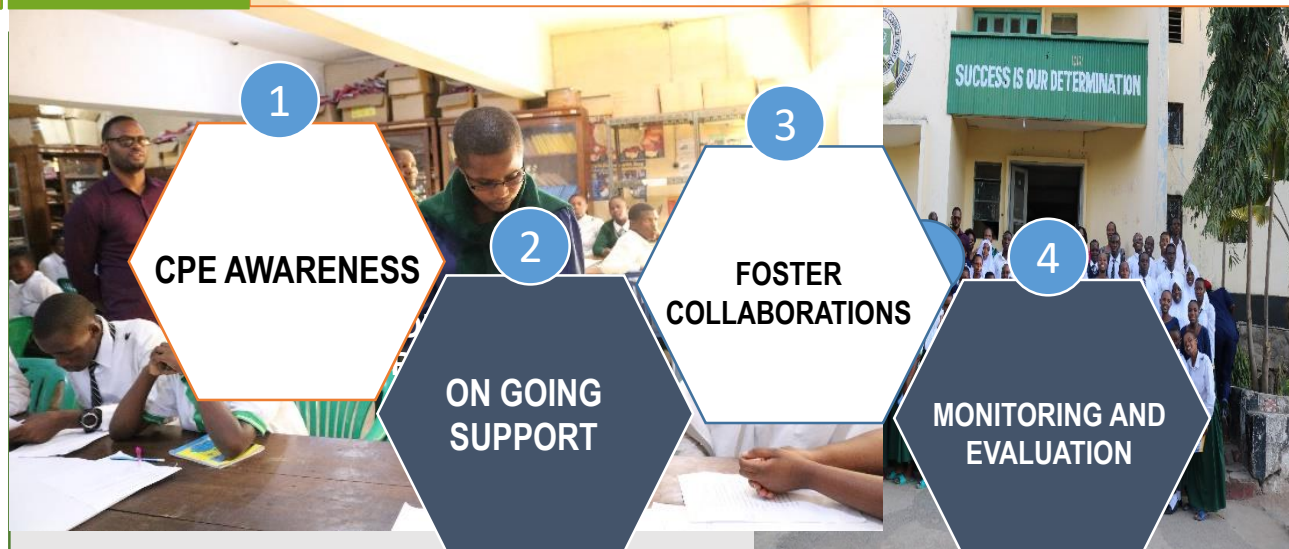 1
CPE AWARENESS
2
ON GOING
SUPPORT
3
FOSTER
COLLABORATIONS
4
MONITORING AND
EVALUATION
SUCCESS IS OUR DETERMINATION